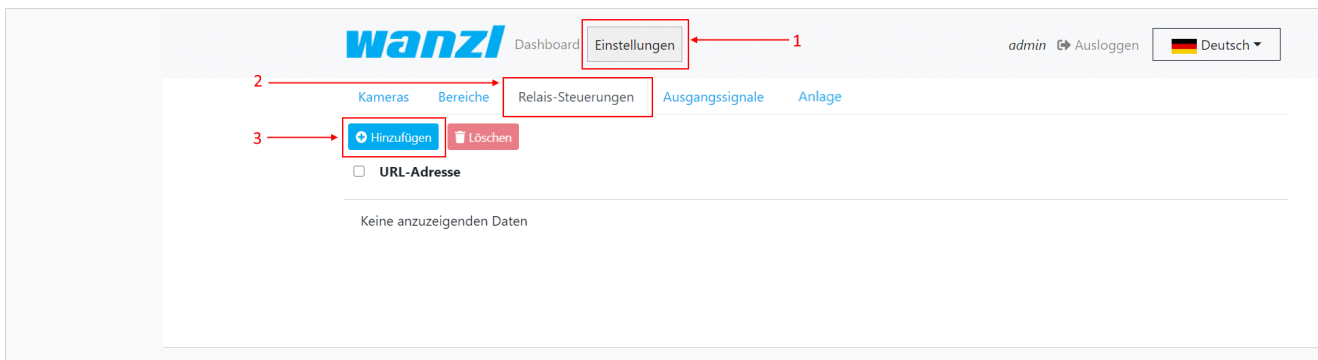 wanzl Dashboard Einstellungen 1 admin Ausloggen Deutsch
2
Kameras Bereiche Relais-Steuerungen Ausgangssignale Anlage
3 Hinzufügen Löschen
URL-Adresse
Keine anzuzeigenden Daten